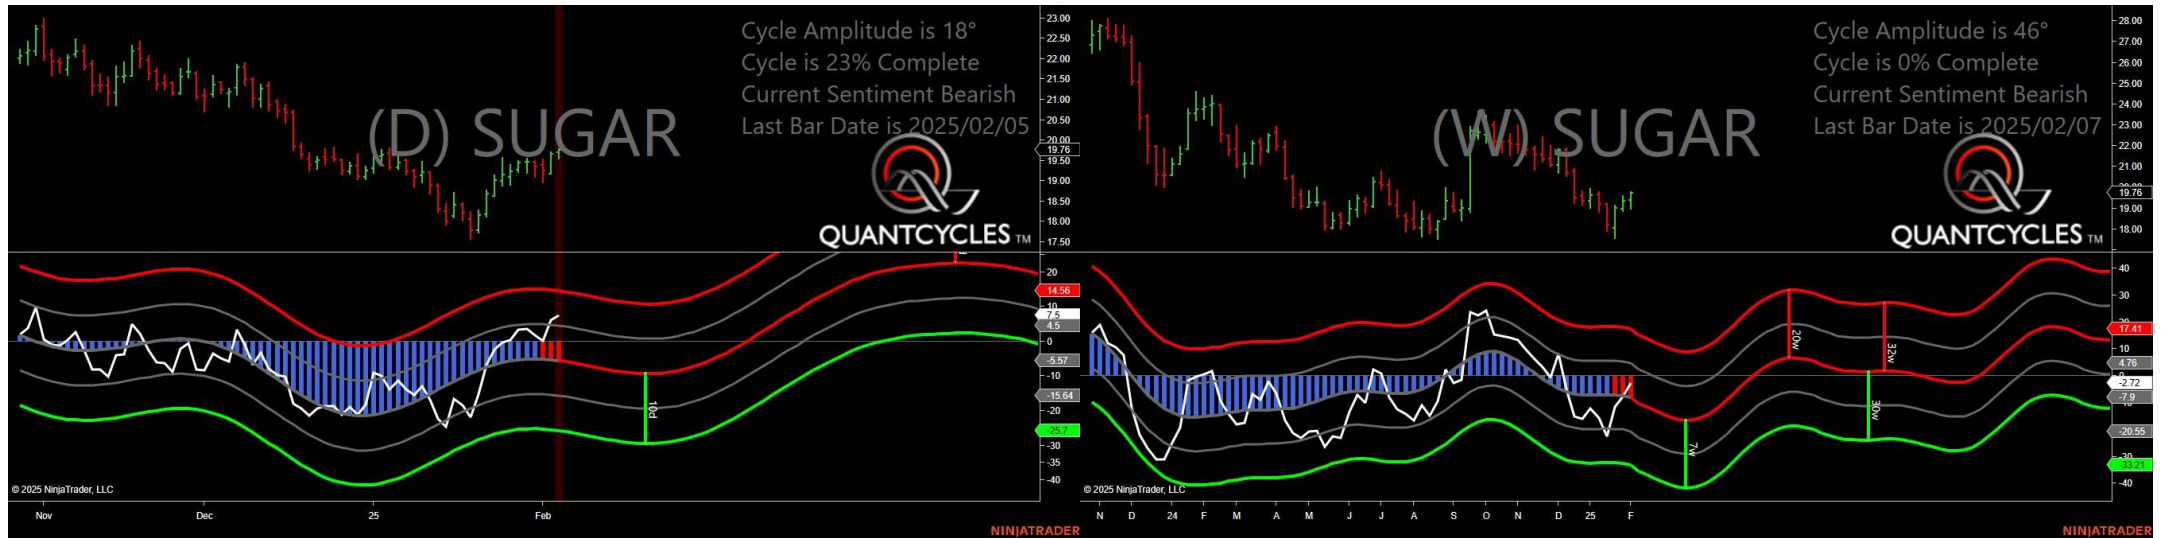 Cycle Amplitude is 18°
Cycle is 23% Complete
Current Sentiment Bearish
Last Bar Date is 2025/02/05
(D) SUGAR
QUANTCYCLES TM
23.00
22.50
22.00
21.50
21.00
20.50
20.00
19.76
19.50
19.00
18.50
18.00
17.50
20
14.56
10
7.5
4.5
0
-5.57
-10
-15.64
-20
-25.7
-30
-35
-40
10d
© 2025 NinjaTrader, LLC
Nov Dec 25 Feb
NINJATRADER
Cycle Amplitude is 46°
Cycle is 0% Complete
Current Sentiment Bearish
Last Bar Date is 2025/02/07
(W) SUGAR
QUANTCYCLES TM
28.00
27.00
26.00
25.00
24.00
23.00
22.00
21.00
19.76
19.00
18.00
40
30
17.41
10
4.76
-2.72
-7.9
-20.55
-30
-33.21
-40
20w
32w
30w
7w
© 2025 NinjaTrader, LLC
N D 24 F M A M J J A S O N D 25 F
NINJATRADER